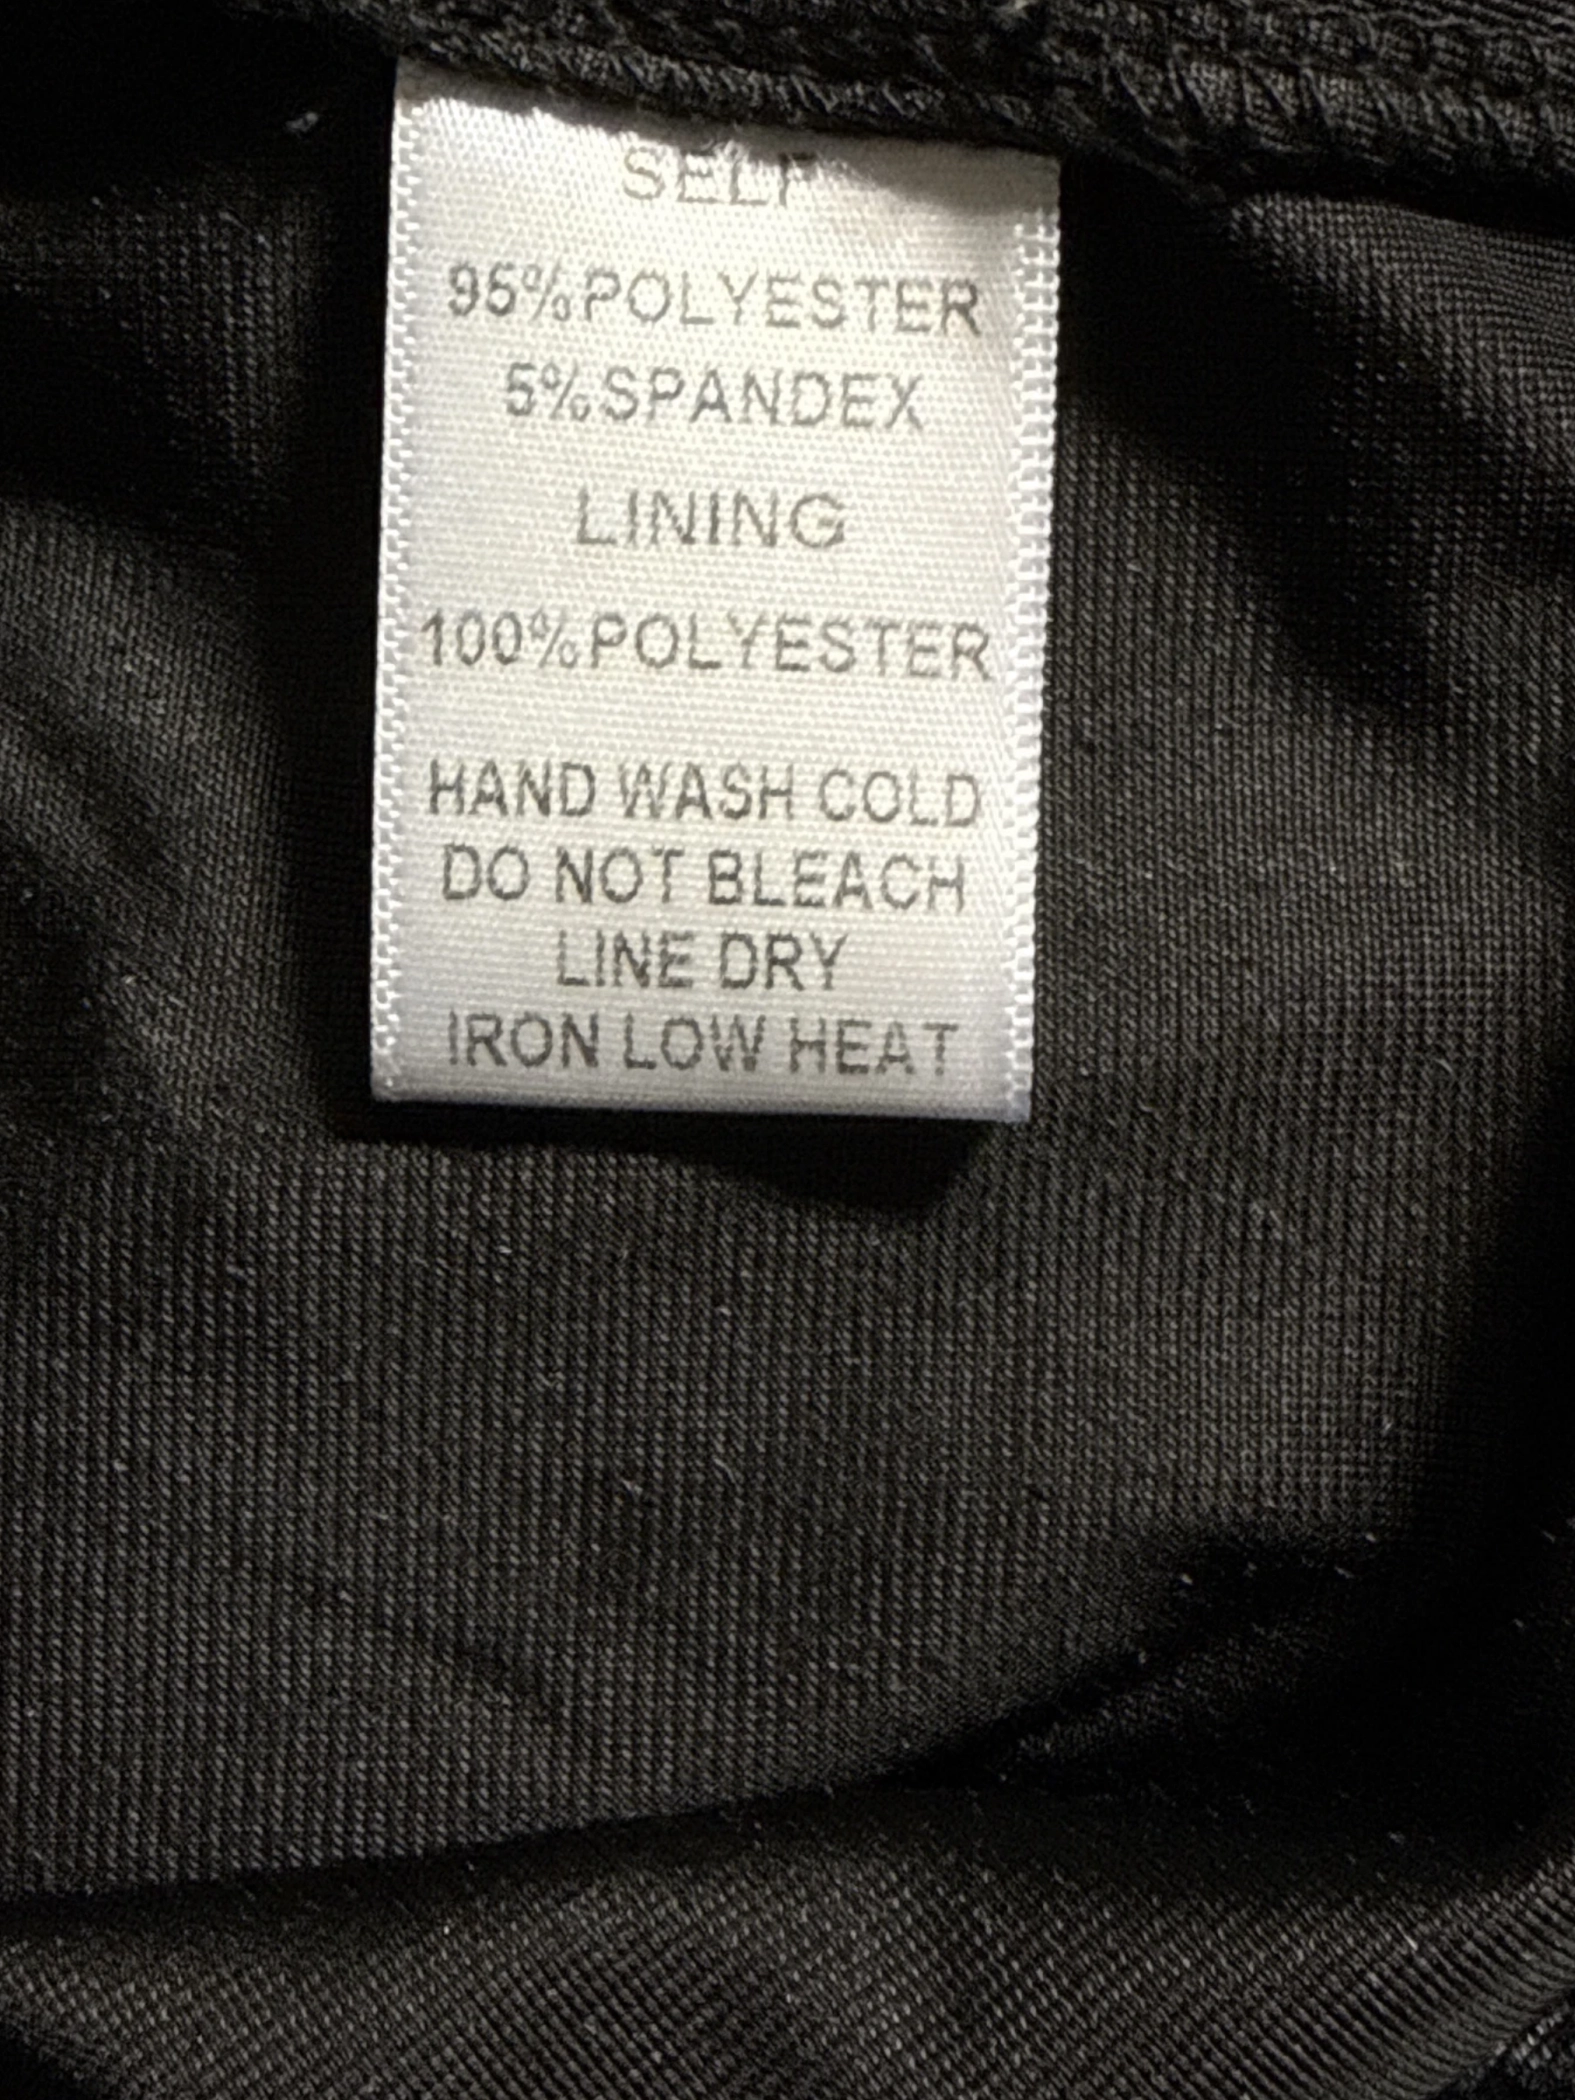 SELF
95%POLYESTER
5%SPANDEX
LINING
100%POLYESTER
HAND WASH COLD
DO NOT BLEACH
LINE DRY
IRON LOW HEAT